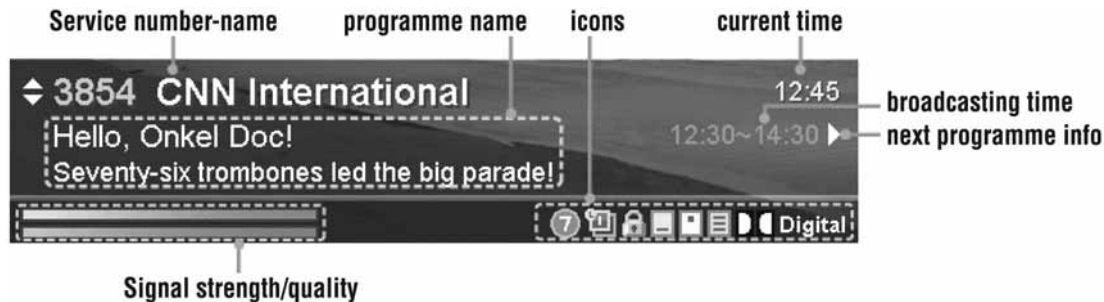 Service number-name programme name icons current time
3854 CNN International 12:45
broadcasting time
Hello, Onkel Doc! 12:30~14:30 next programme info
Seventy-six trombones led the big parade!
7 Digital
Signal strength/quality